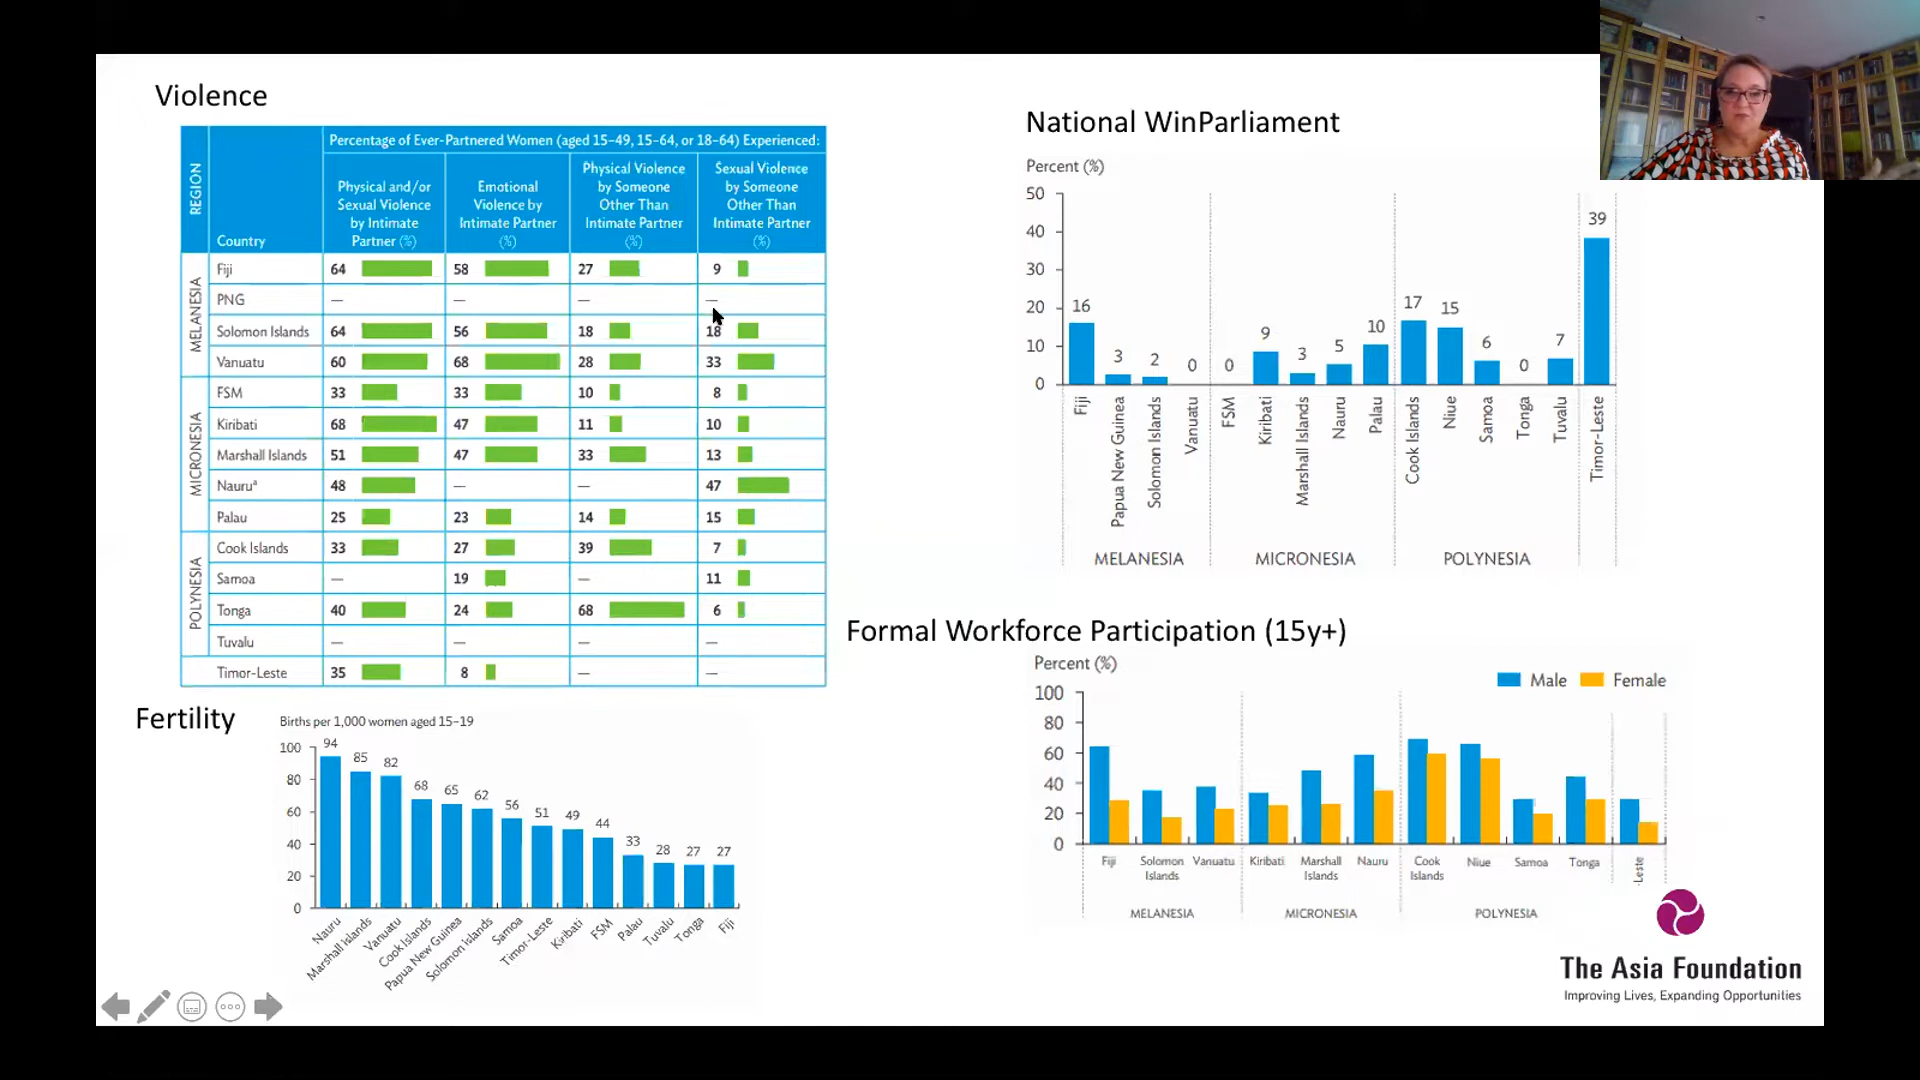 Violence
REGION
Country
Percentage of Ever-Partnered Women (aged 15–49, 15–64, or 18–64) Experienced:
Physical and/or
Sexual Violence
by Intimate
Partner (%)
Emotional
Violence by
Intimate Partner
(%)
Physical Violence
by Someone
Other Than
Intimate Partner
(%)
Sexual Violence
by Someone
Other Than
Intimate Partner
(%)
MELANESIA
Fiji 64 58 27 9
PNG — — — —
Solomon Islands 64 56 18 18
Vanuatu 60 68 28 33
MICRONESIA
FSM 33 33 10 8
Kiribati 68 47 11 10
Marshall Islands 51 47 33 13
Nauruª 48 — — 47
Palau 25 23 14 15
POLYNESIA
Cook Islands 33 27 39 7
Samoa — 19 — 11
Tonga 40 24 68 6
Tuvalu — — — —
Timor-Leste 35 8 — —
Fertility
Births per 1,000 women aged 15–19
100
80
60
40
20
0
94 85 82 68 65 62 56 51 49 44 33 28 27 27
Nauru
Marshall Islands
Vanuatu
Cook Islands
Papua New Guinea
Solomon Islands
Samoa
Timor-Leste
Kiribati
FSM
Palau
Tuvalu
Tonga
Fiji
National WinParliament
Percent (%)
50
40
30
20
10
0
16 3 2 0 0 9 3 5 10 17 15 6 0 7 39
Fiji
Papua New Guinea
Solomon Islands
Vanuatu
FSM
Kiribati
Marshall Islands
Nauru
Palau
Cook Islands
Niue
Samoa
Tonga
Tuvalu
Timor-Leste
MELANESIA MICRONESIA POLYNESIA
Formal Workforce Participation (15y+)
Percent (%)
Male Female
100
80
60
40
20
0
Fiji
Solomon
Islands
Vanuatu
Kiribati
Marshall
Islands
Nauru
Cook
Islands
Niue
Samoa
Tonga
-Leste
MELANESIA MICRONESIA POLYNESIA
The Asia Foundation
Improving Lives, Expanding Opportunities